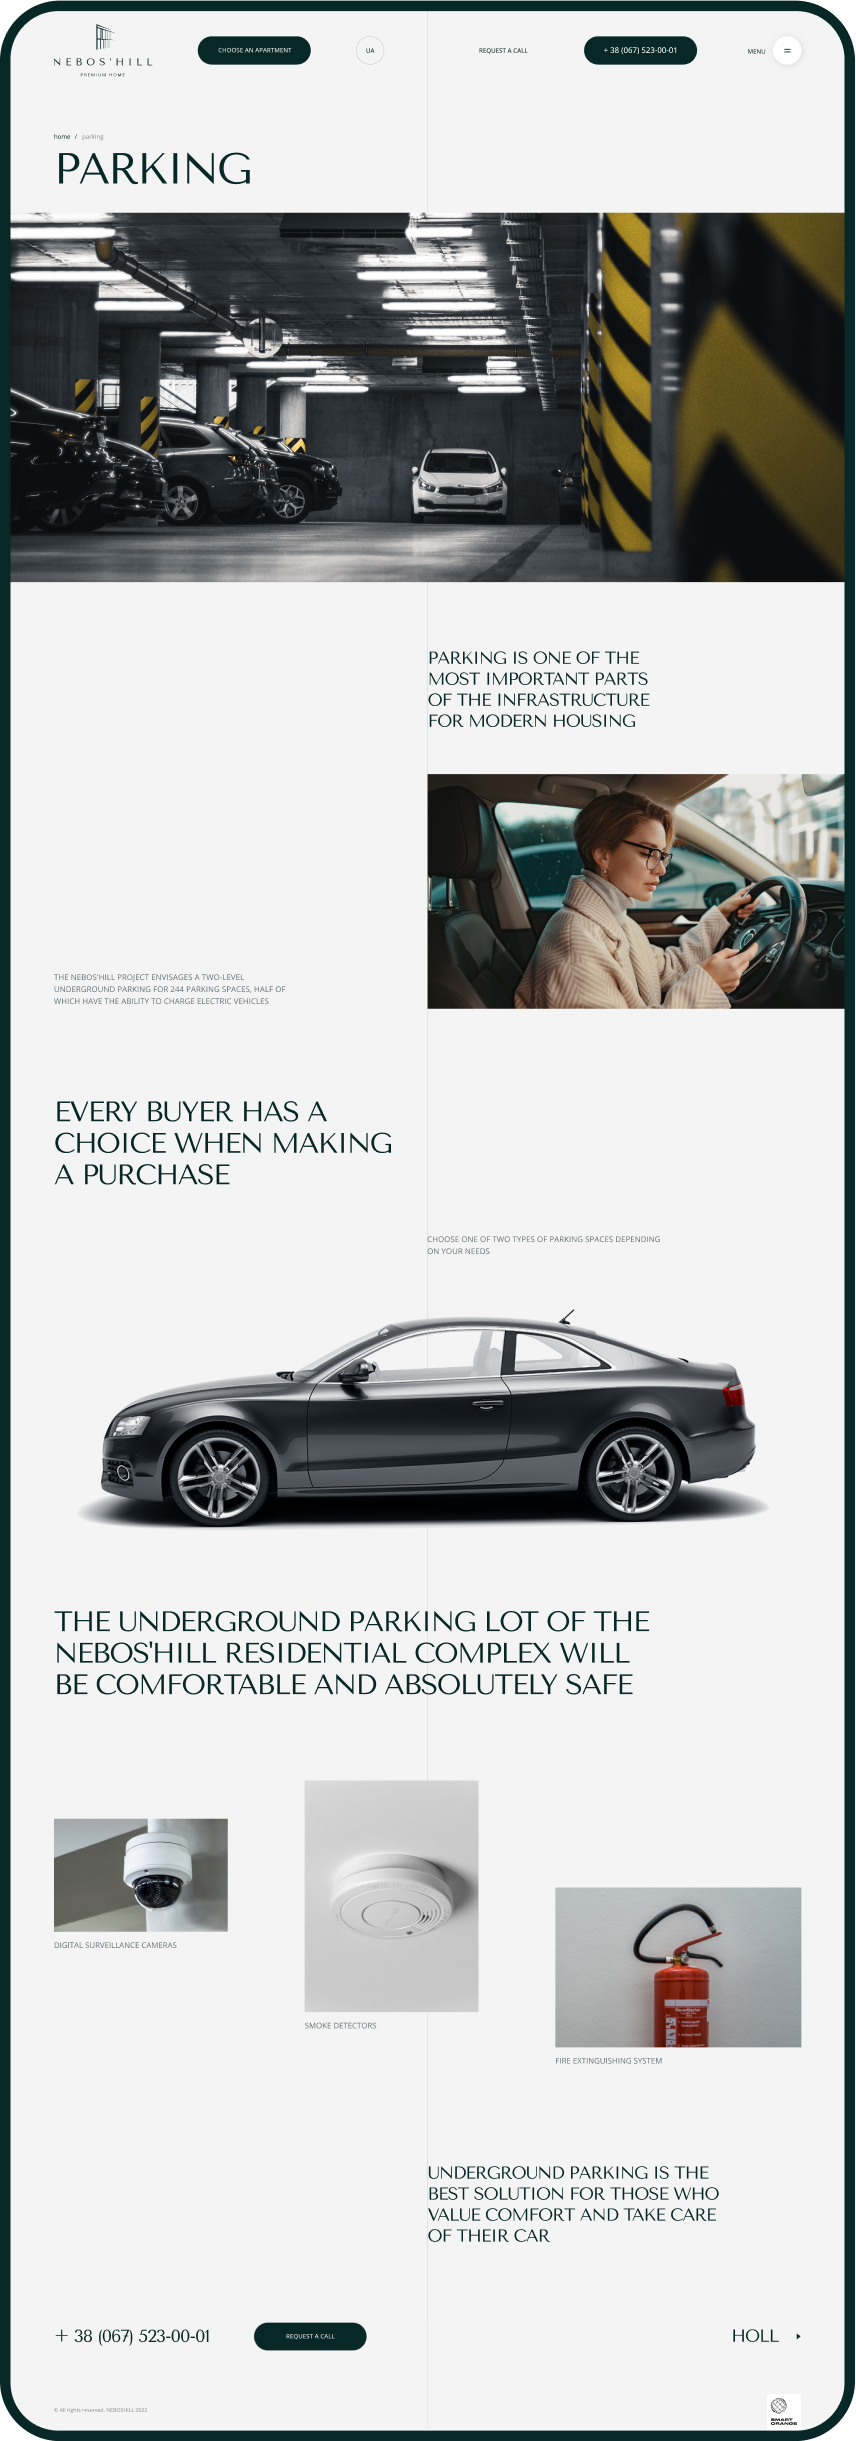 NEBOS'HILL
PREMIUM HOME
CHOOSE AN APARTMENT
UA
REQUEST A CALL
+ 38 (067) 523-00-01
MENU
home / parking
PARKING
PARKING IS ONE OF THE
MOST IMPORTANT PARTS
OF THE INFRASTRUCTURE
FOR MODERN HOUSING
THE NEBOS'HILL PROJECT ENVISAGES A TWO-LEVEL
UNDERGROUND PARKING FOR 244 PARKING SPACES, HALF OF
WHICH HAVE THE ABILITY TO CHARGE ELECTRIC VEHICLES
EVERY BUYER HAS A
CHOICE WHEN MAKING
A PURCHASE
CHOOSE ONE OF TWO TYPES OF PARKING SPACES DEPENDING
ON YOUR NEEDS
THE UNDERGROUND PARKING LOT OF THE
NEBOS'HILL RESIDENTIAL COMPLEX WILL
BE COMFORTABLE AND ABSOLUTELY SAFE
DIGITAL SURVEILLANCE CAMERAS
SMOKE DETECTORS
Feuerlöscher
FIRE EXTINGUISHING SYSTEM
UNDERGROUND PARKING IS THE
BEST SOLUTION FOR THOSE WHO
VALUE COMFORT AND TAKE CARE
OF THEIR CAR
+ 38 (067) 523-00-01
REQUEST A CALL
HOLL
© All rights reserved. NEBOSHILL 2022
SMART
ORANGE